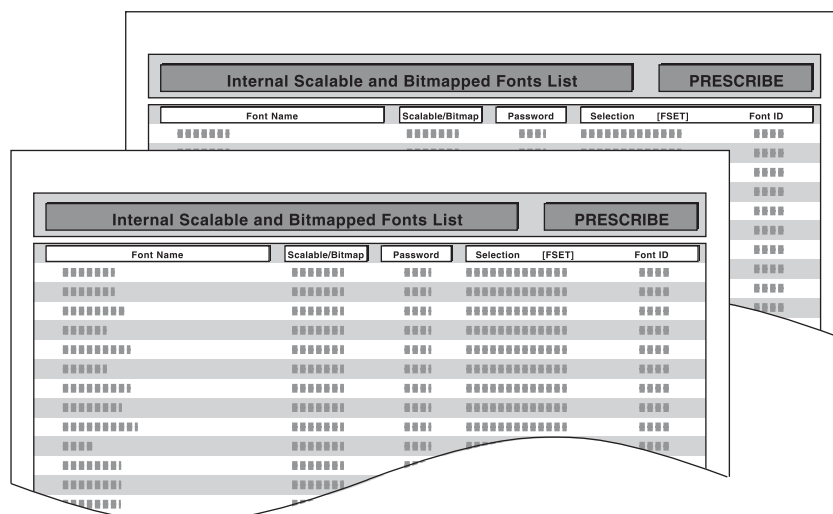 Internal Scalable and Bitmapped Fonts List PRESCRIBE
Font Name Scalable/Bitmap Password Selection [FSET] Font ID
Internal Scalable and Bitmapped Fonts List PRESCRIBE
Font Name Scalable/Bitmap Password Selection [FSET] Font ID